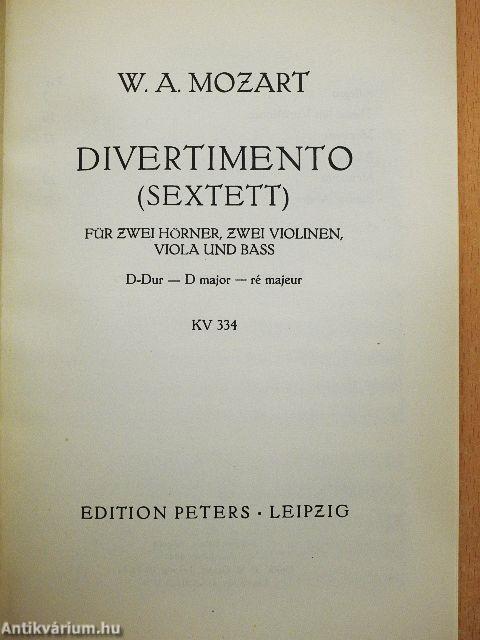 W. A. MOZART
DIVERTIMENTO
(SEXTETT)
FÜR ZWEI HÖRNER, ZWEI VIOLINEN,
VIOLA UND BASS
D-Dur — D major — ré majeur
KV 334
EDITION PETERS · LEIPZIG
Antikvárium.hu